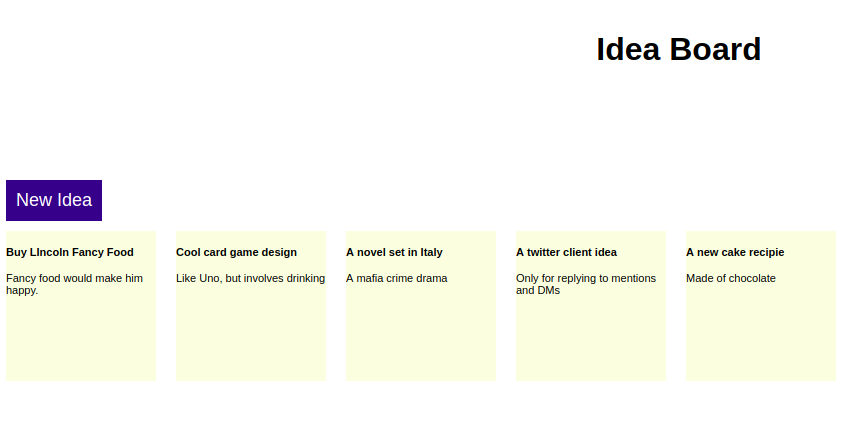 Idea Board
New Idea
Buy LIncoln Fancy Food
Fancy food would make him
happy.
Cool card game design
Like Uno, but involves drinking
A novel set in Italy
A mafia crime drama
A twitter client idea
Only for replying to mentions
and DMs
A new cake recipie
Made of chocolate